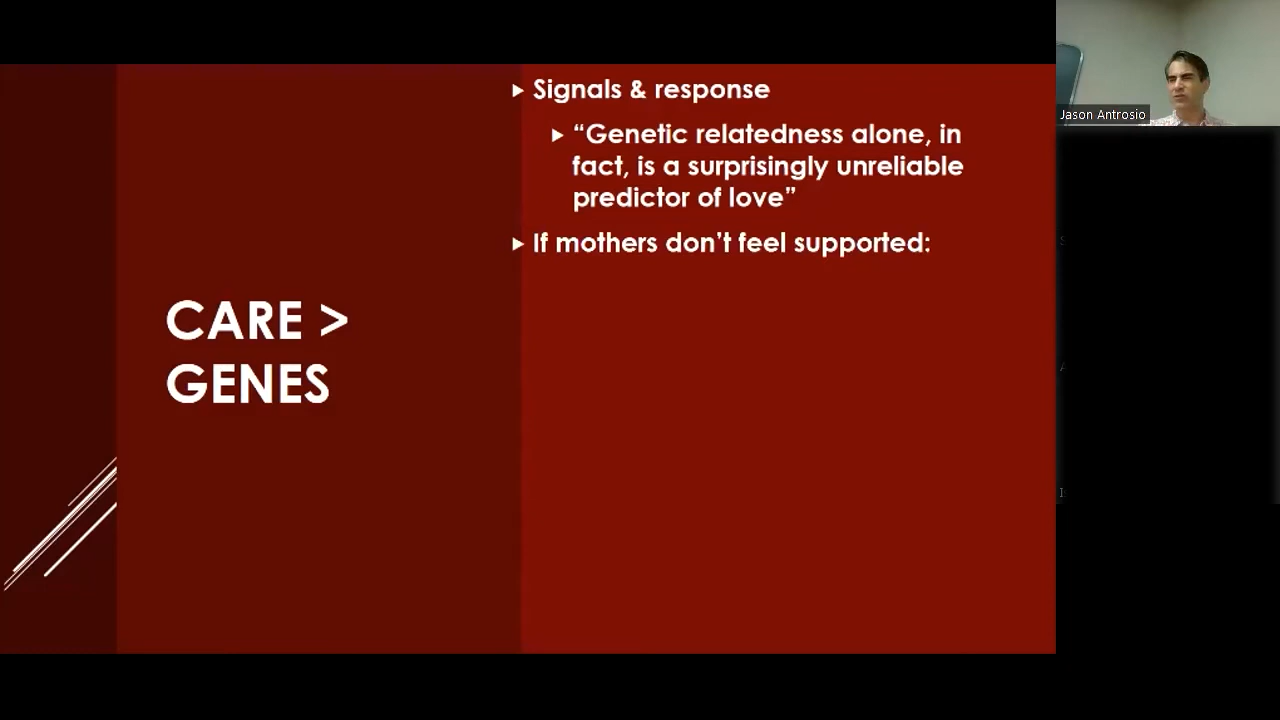 Signals & response
“Genetic relatedness alone, in
fact, is a surprisingly unreliable
predictor of love”
If mothers don’t feel supported:
CARE >
GENES
Jason Antrosio